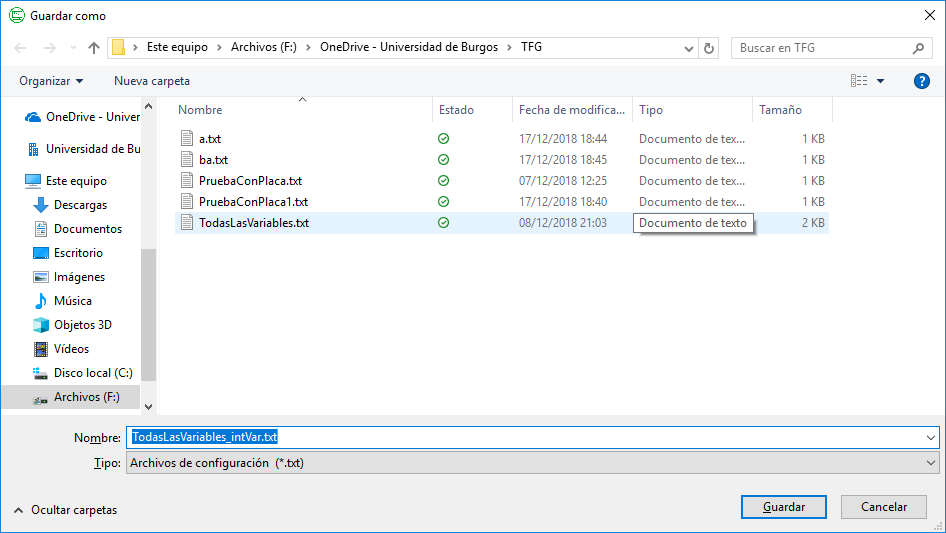 Guardar como
Este equipo > Archivos (F:) > OneDrive - Universidad de Burgos > TFG
Buscar en TFG
Organizar
Nueva carpeta
?
Nombre Estado Fecha de modifica... Tipo Tamaño
a.txt 17/12/2018 18:44 Documento de tex... 1 KB
ba.txt 17/12/2018 18:45 Documento de tex... 1 KB
PruebaConPlaca.txt 07/12/2018 12:25 Documento de tex... 1 KB
PruebaConPlaca1.txt 17/12/2018 18:40 Documento de tex... 1 KB
TodasLasVariables.txt 08/12/2018 21:03 Documento de texto 2 KB
OneDrive - Univer
Universidad de Bu
Este equipo
Descargas
Documentos
Escritorio
Imágenes
Música
Objetos 3D
Vídeos
Disco local (C:)
Archivos (F:)
Nombre: TodasLasVariables_intVar.txt
Tipo: Archivos de configuración (*.txt)
Ocultar carpetas
Guardar
Cancelar